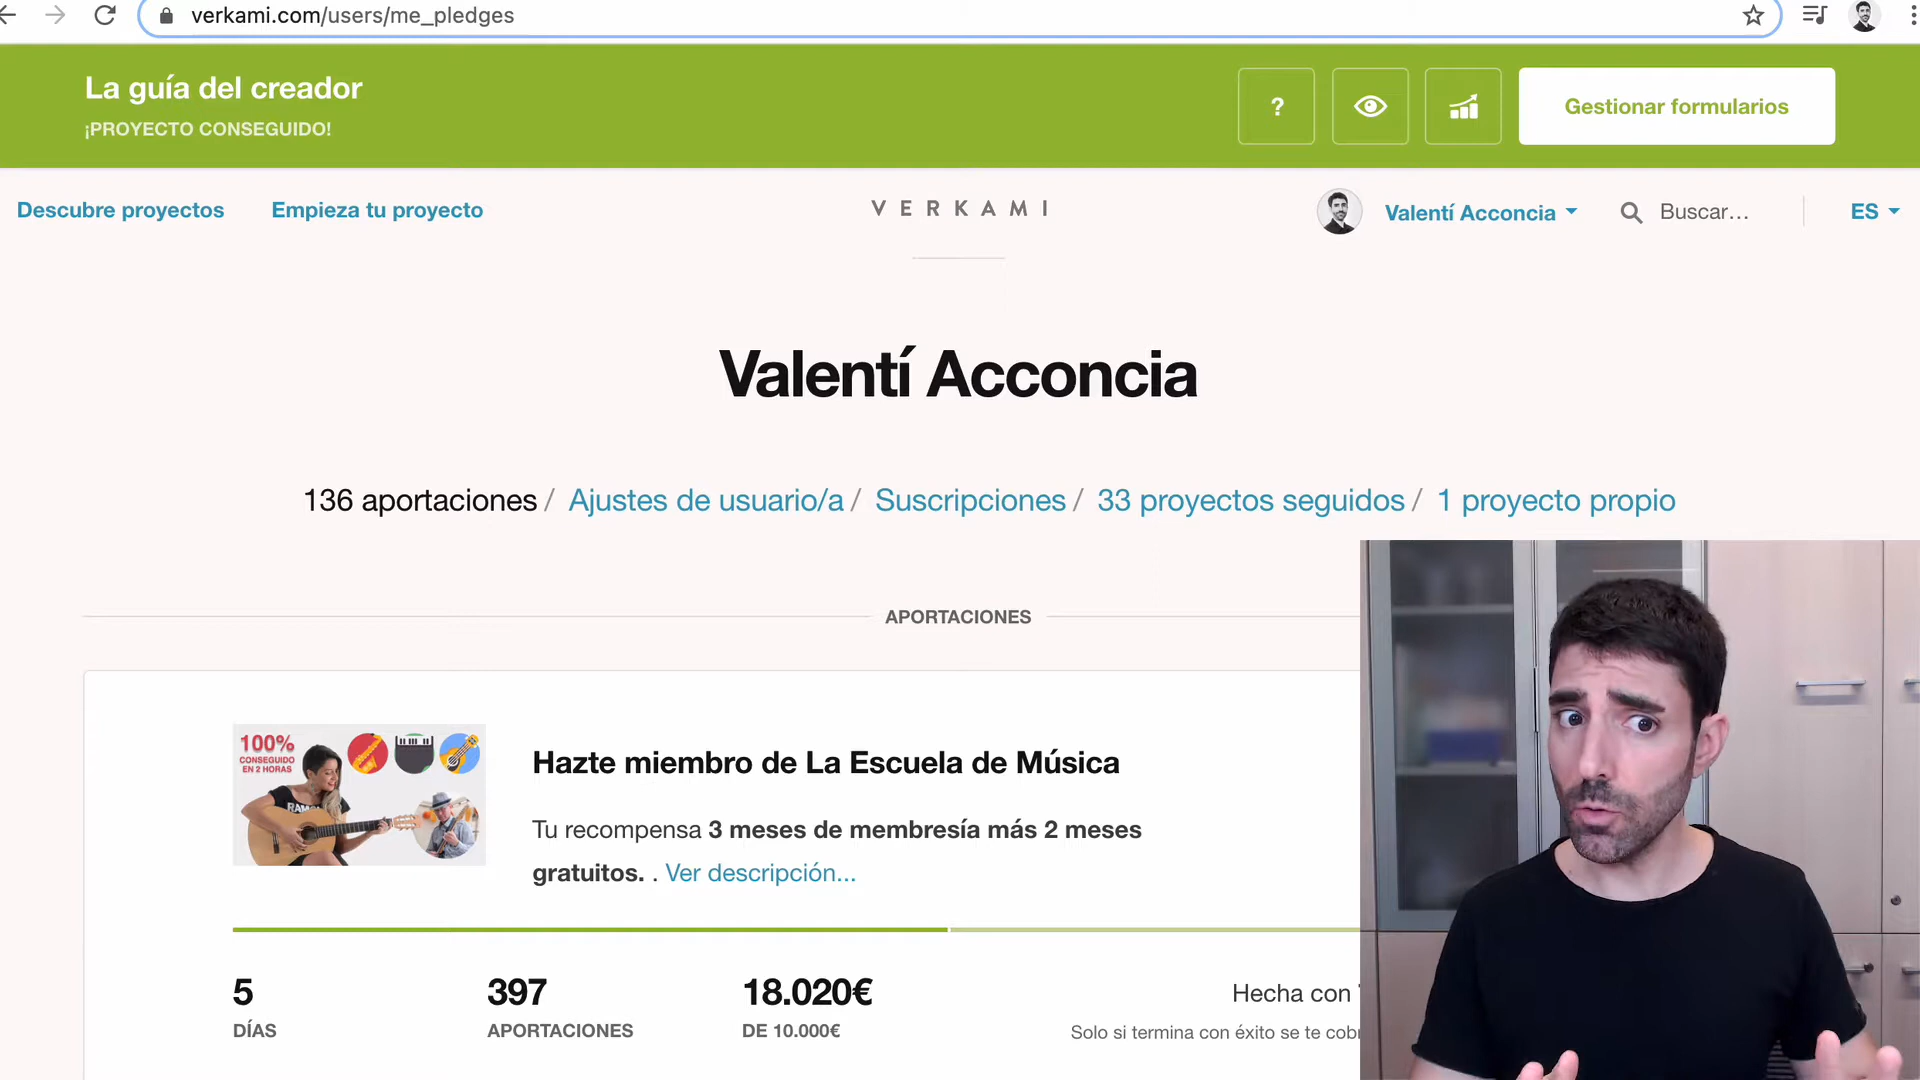 verkami.com/users/me_pledges
La guía del creador
¡PROYECTO CONSEGUIDO!
?
Gestionar formularios
Descubre proyectos
Empieza tu proyecto
VERKAMI
Valentí Acconcia
Buscar...
ES
Valentí Acconcia
136 aportaciones / Ajustes de usuario/a / Suscripciones / 33 proyectos seguidos / 1 proyecto propio
APORTACIONES
100%
CONSEGUIDO
EN 2 HORAS
Hazte miembro de La Escuela de Música
Tu recompensa 3 meses de membresía más 2 meses
gratuitos. . Ver descripción...
5
DÍAS
397
APORTACIONES
18.020€
DE 10.000€
Hecha con
Solo si termina con éxito se te